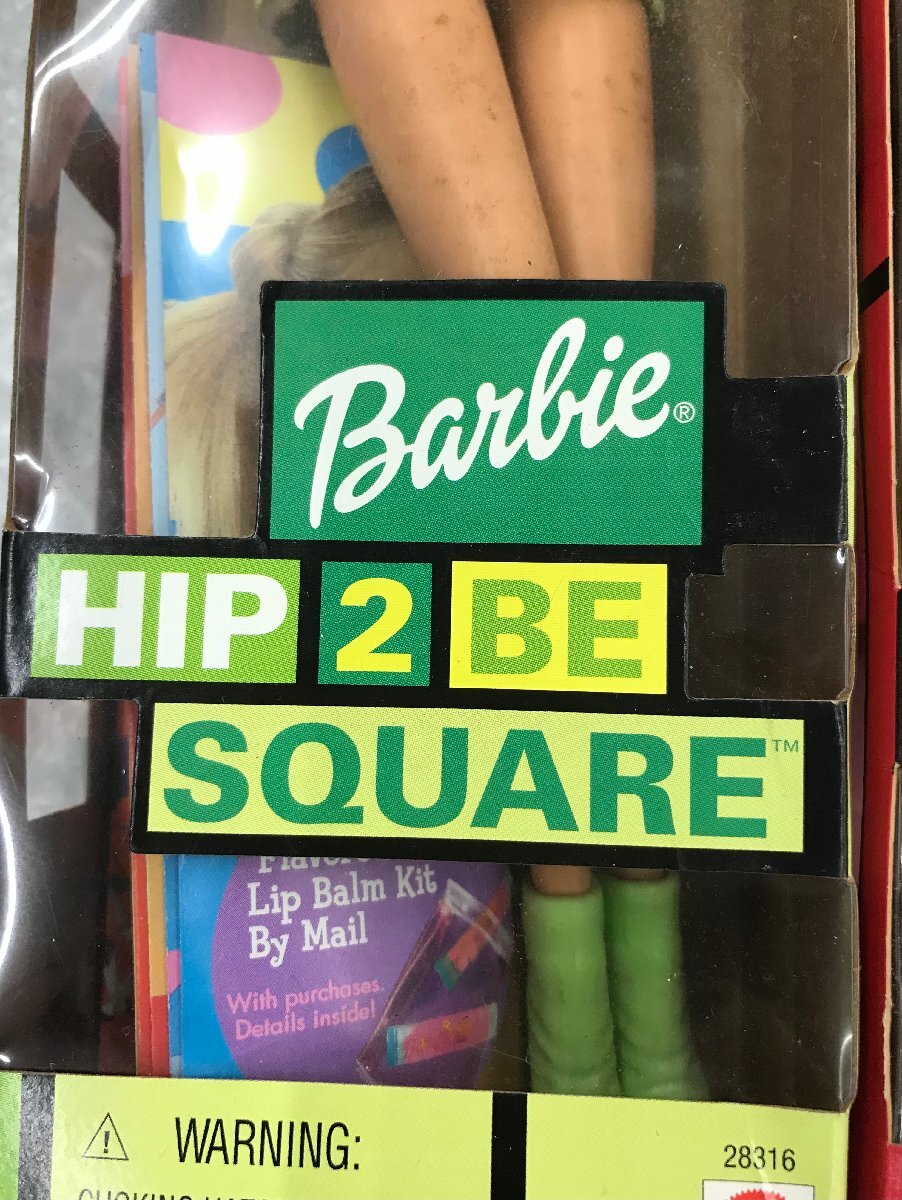 Barbie®
HIP 2 BE
SQUARE™
Lip Balm Kit
By Mail
With purchases.
Details inside!
WARNING:
28316